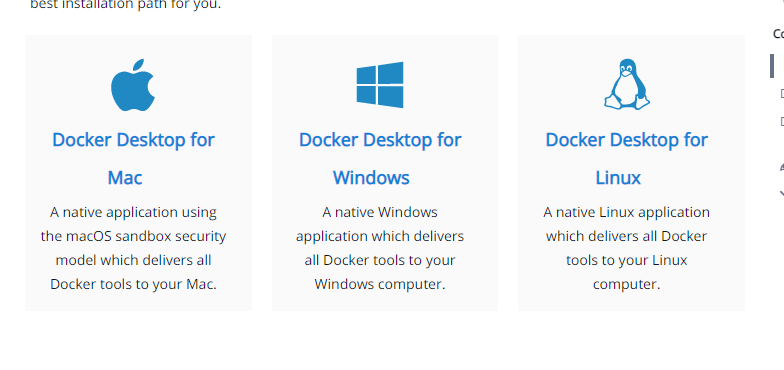 best installation path for you.
Co
Docker Desktop for
Mac
A native application using
the macOS sandbox security
model which delivers all
Docker tools to your Mac.
Docker Desktop for
Windows
A native Windows
application which delivers
all Docker tools to your
Windows computer.
Docker Desktop for
Linux
A native Linux application
which delivers all Docker
tools to your Linux
computer.